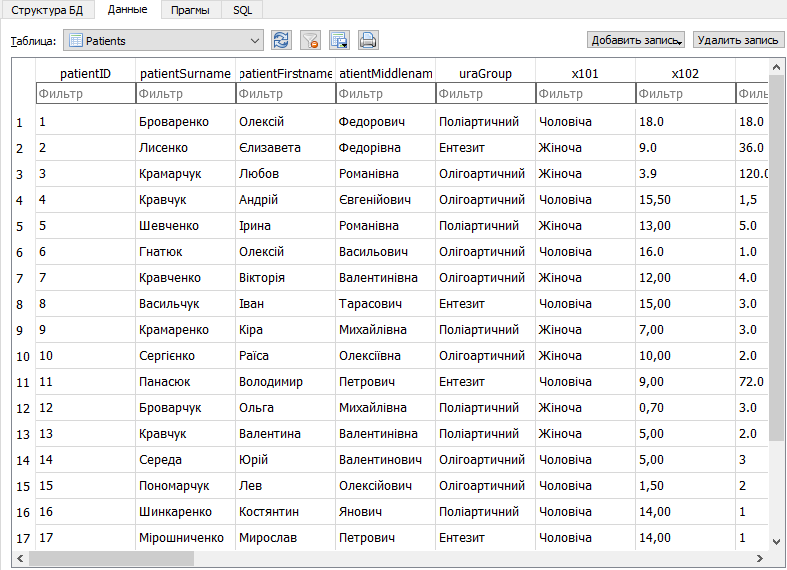 Структура БД Данные Прагмы SQL
Таблица: Patients Добавить запись Удалить запись
patientID patientSurname patientFirstname atientMiddlenam uraGroup x101 x102
Фильтр Фильтр Фильтр Фильтр Фильтр Фильтр Фильтр Фильтр
1 1 Броваренко Олексій Федорович Поліартичний Чоловіча 18.0 18.0
2 2 Лисенко Єлизавета Федорівна Ентезит Жіноча 9.0 36.0
3 3 Крамарчук Любов Романівна Олігоартичний Жіноча 3.9 120.0
4 4 Кравчук Андрій Євгенійович Олігоартичний Чоловіча 15,50 1,5
5 5 Шевченко Ірина Романівна Поліартичний Жіноча 13,00 5.0
6 6 Гнатюк Олексій Васильович Олігоартичний Чоловіча 16.0 1.0
7 7 Кравченко Вікторія Валентинівна Олігоартичний Жіноча 12,00 4.0
8 8 Васильчук Іван Тарасович Ентезит Чоловіча 15,00 3.0
9 9 Крамаренко Кіра Михайлівна Поліартичний Жіноча 7,00 3.0
10 10 Сергієнко Раїса Олексіївна Олігоартичний Жіноча 10,00 2.0
11 11 Панасюк Володимир Петрович Ентезит Чоловіча 9,00 72.0
12 12 Броварчук Ольга Михайлівна Поліартичний Жіноча 0,70 3.0
13 13 Кравчук Валентина Валентинівна Поліартичний Жіноча 5,00 2.0
14 14 Середа Юрій Валентинович Олігоартичний Чоловіча 5,00 3
15 15 Пономарчук Лев Олексійович Олігоартичний Чоловіча 1,50 2
16 16 Шинкаренко Костянтин Янович Поліартичний Чоловіча 14,00 1
17 17 Мірошниченко Мирослав Петрович Ентезит Чоловіча 14,00 1